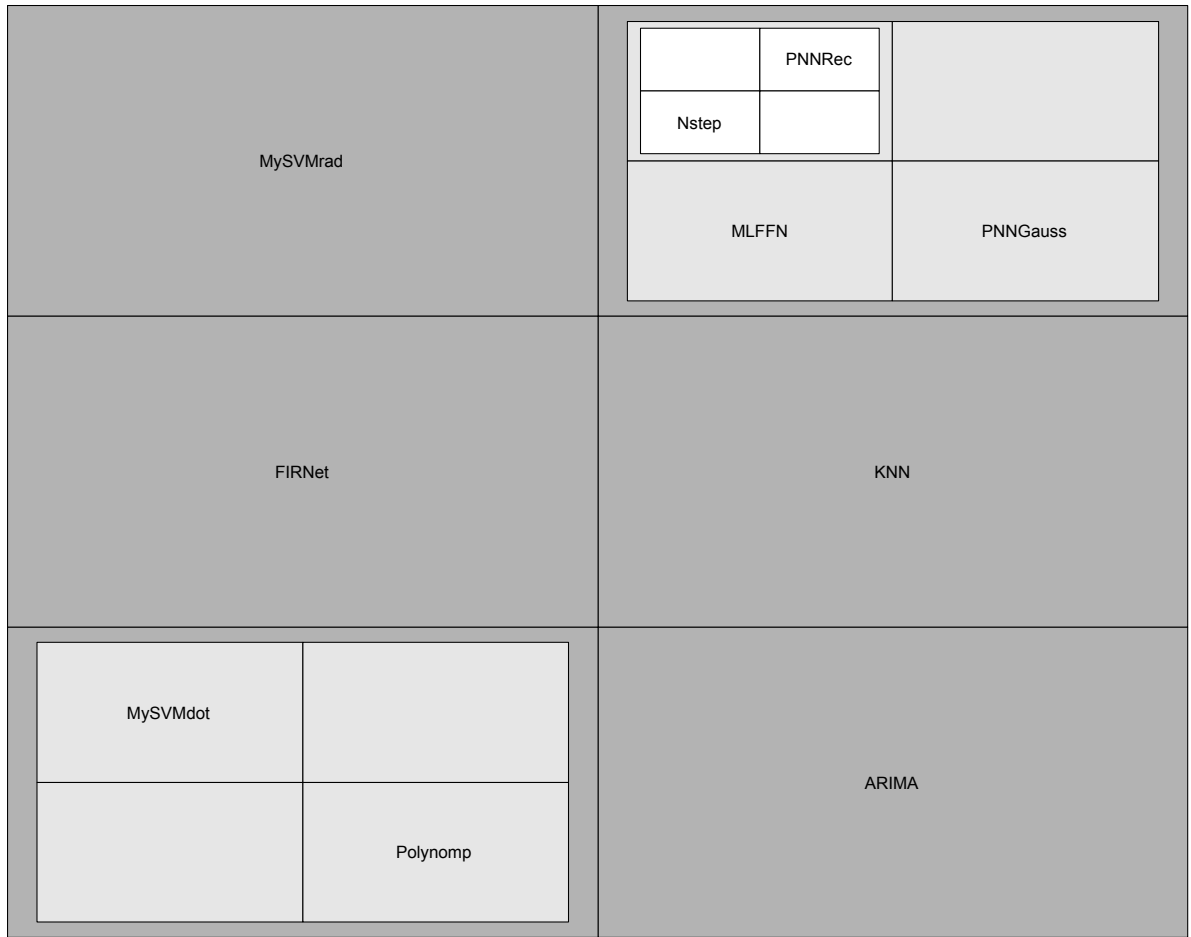 PNNRec
Nstep
MySVMrad
MLFFN
PNNGauss
FIRNet
KNN
MySVMdot
ARIMA
Polynomp